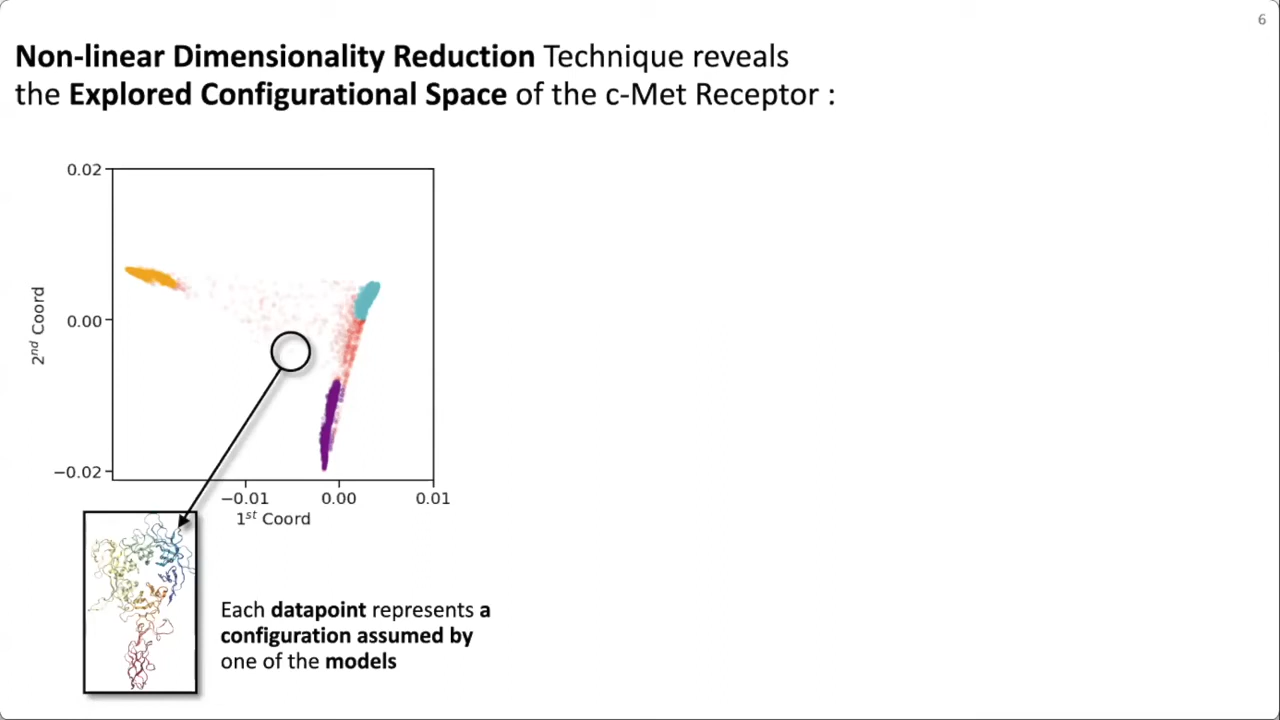 6
Non-linear Dimensionality Reduction Technique reveals
the Explored Configurational Space of the c-Met Receptor :
0.02
0.00
−0.02
2nd Coord
−0.01 0.00 0.01
1st Coord
Each datapoint represents a
configuration assumed by
one of the models